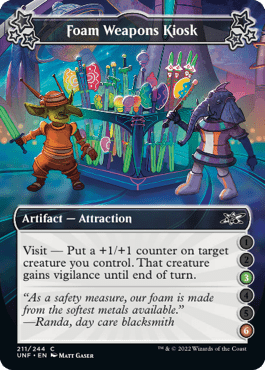 Foam Weapons Kiosk
Artifact — Attraction
Visit — Put a +1/+1 counter on target
creature you control. That creature
gains vigilance until end of turn.
“As a safety measure, our foam is made
from the softest metals available.”
—Randa, day care blacksmith
1
2
3
4
5
6
211/244 C
UNF • EN Matt Gaser
™ & © 2022 Wizards of the Coast